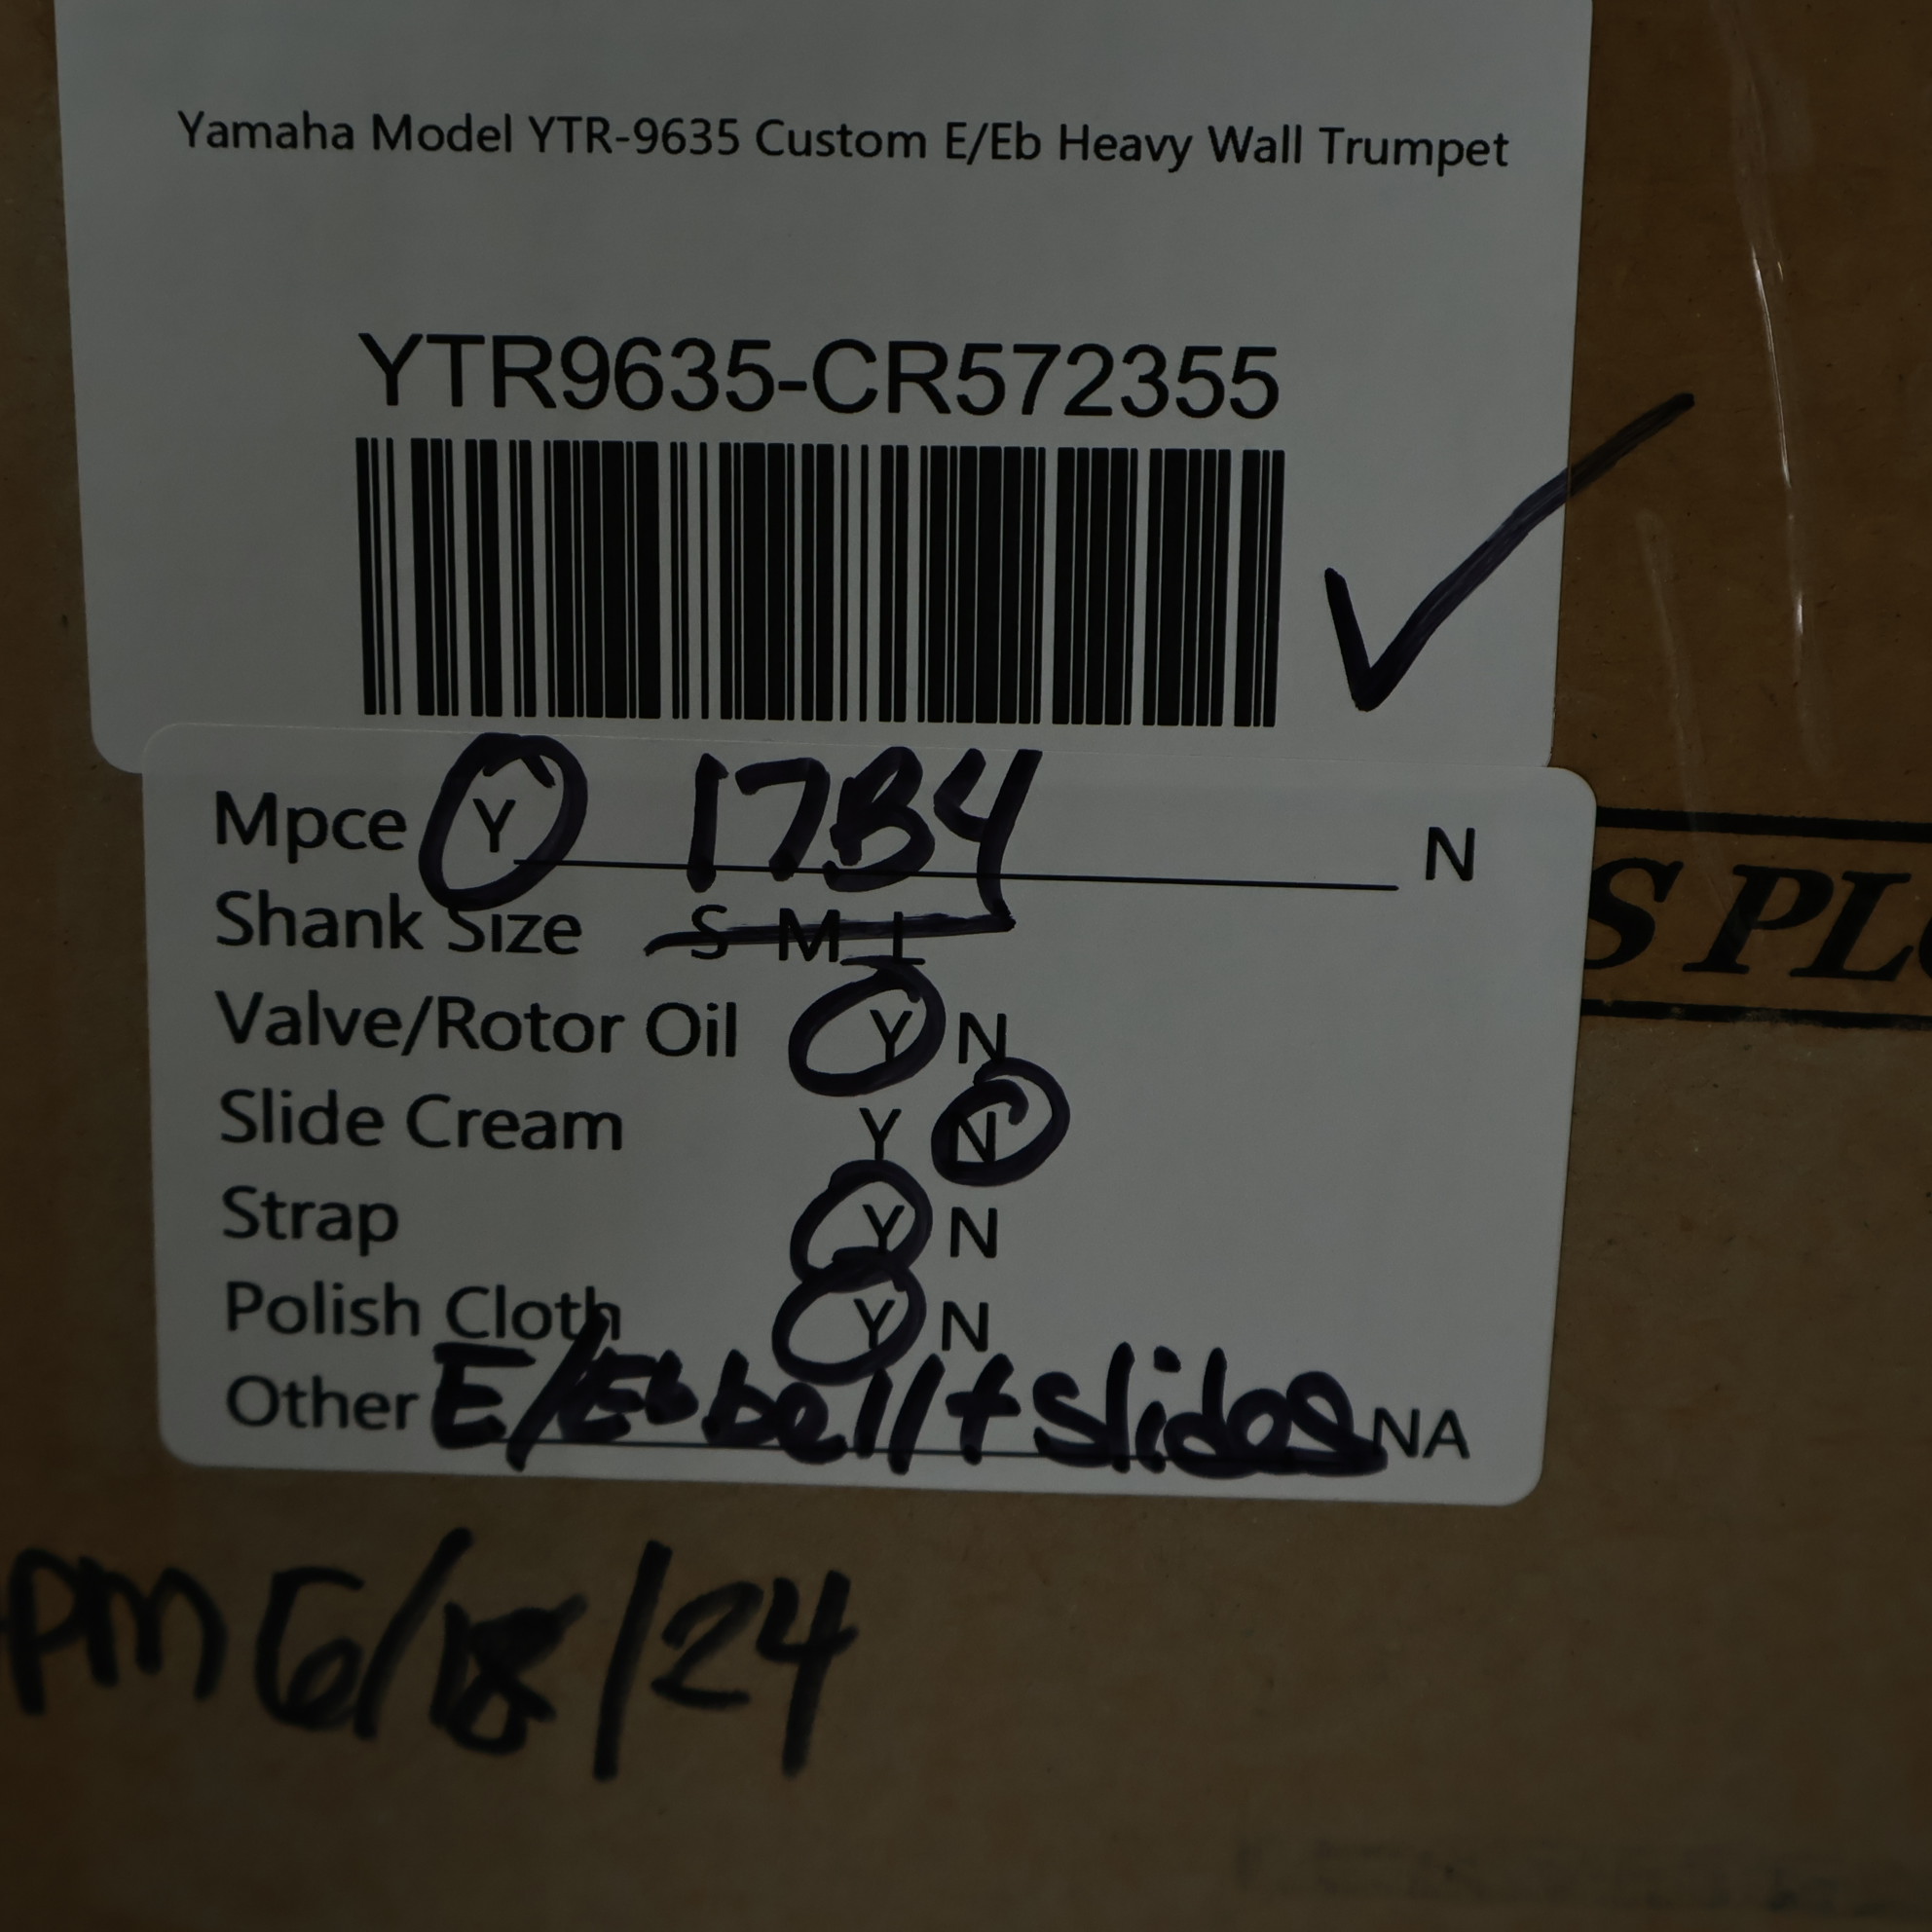 Yamaha Model YTR-9635 Custom E/Eb Heavy Wall Trumpet
YTR9635-CR572355
Mpce Y 17B4 N
Shank Size S M L
Valve/Rotor Oil Y N
Slide Cream Y N
Strap Y N
Polish Cloth Y N
Other E/Eb bell + slides NA
S PL
PM 6/18/24